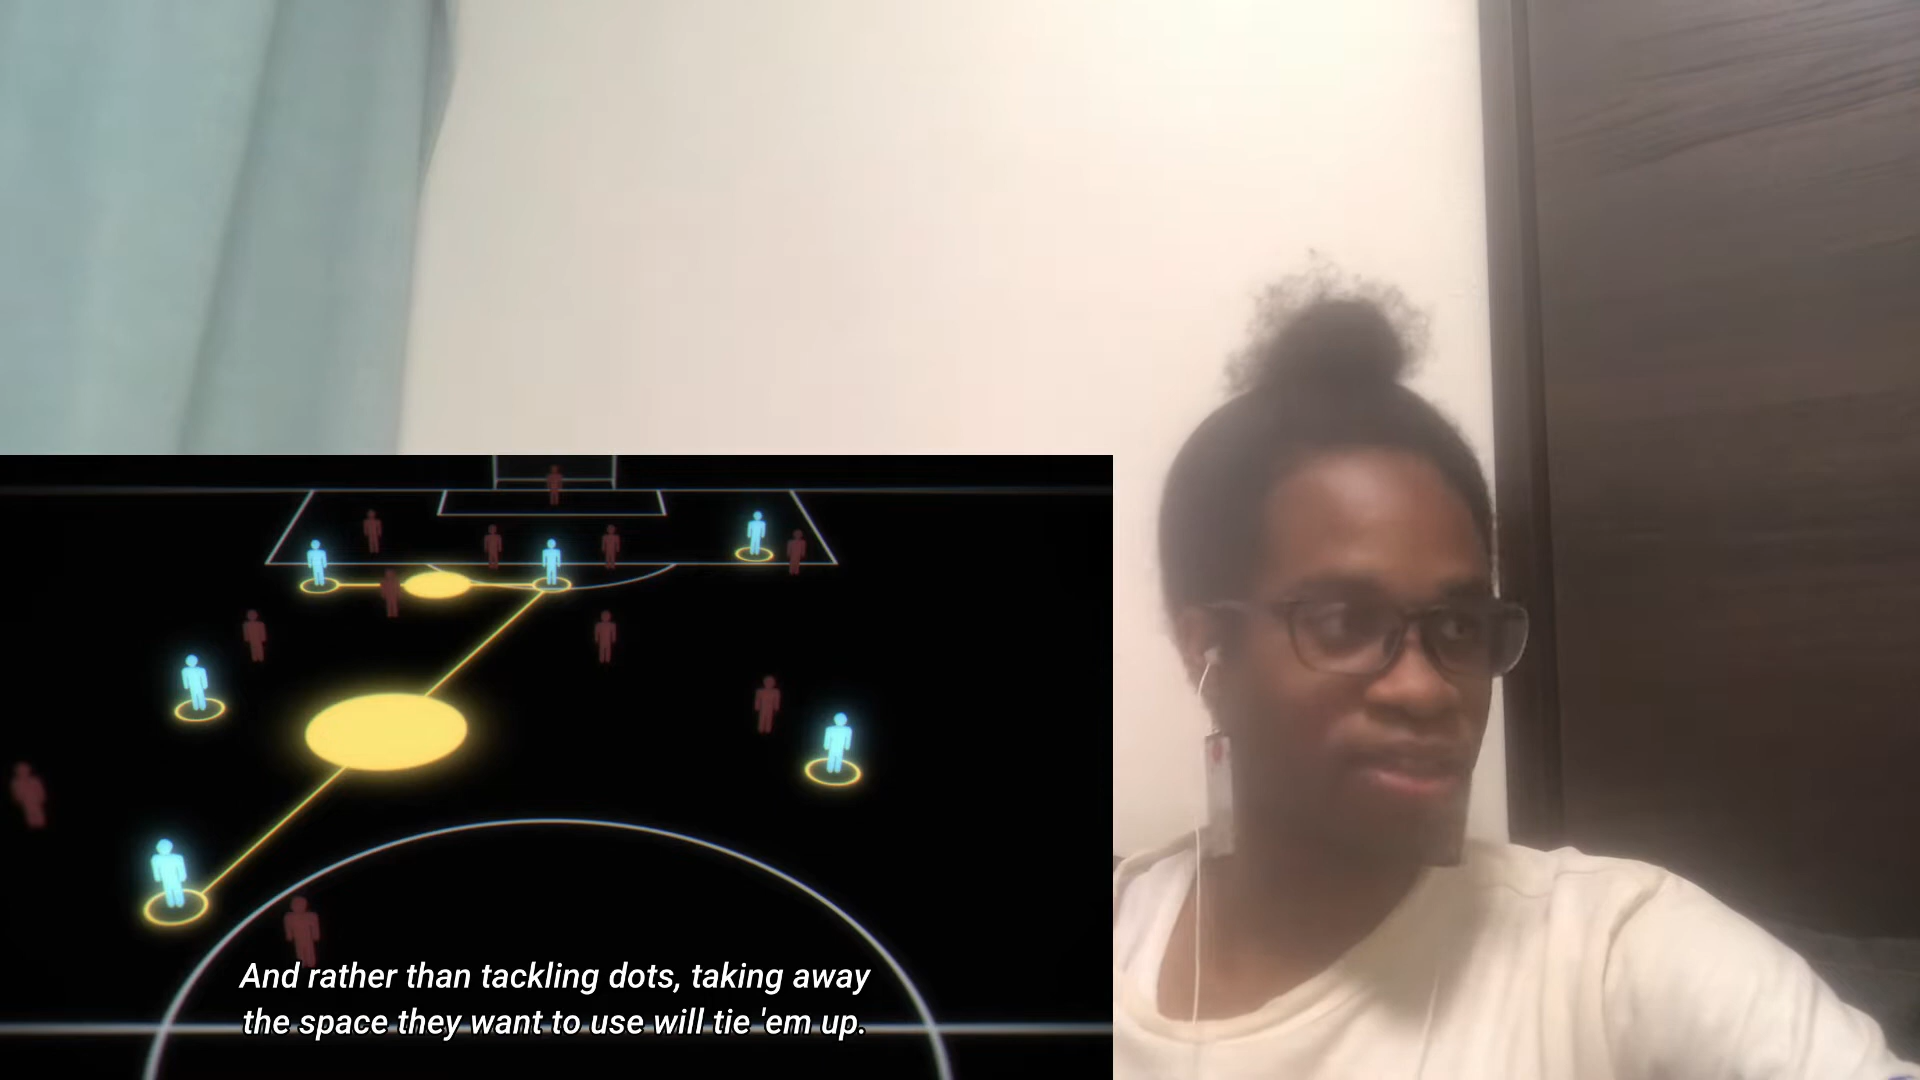 And rather than tackling dots, taking away
the space they want to use will tie 'em up.